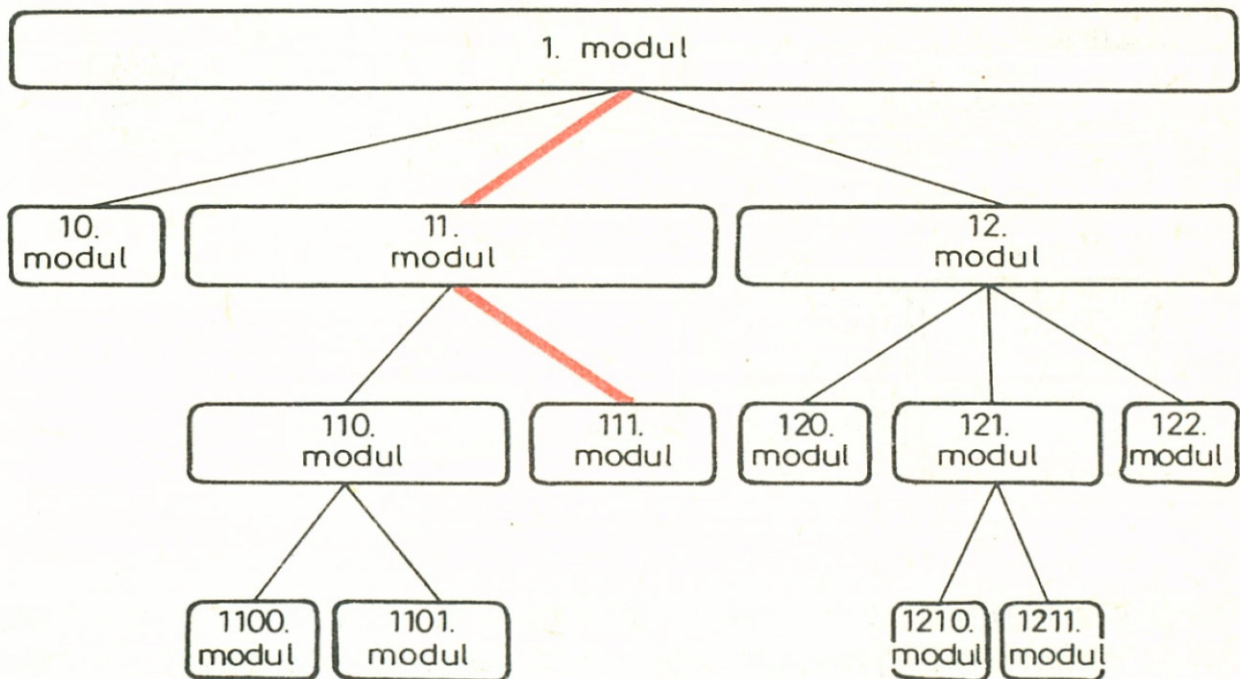 1. modul
10.
modul
11.
modul
12.
modul
110.
modul
111.
modul
120.
modul
121.
modul
122.
modul
1100.
modul
1101.
modul
1210.
modul
1211.
modul